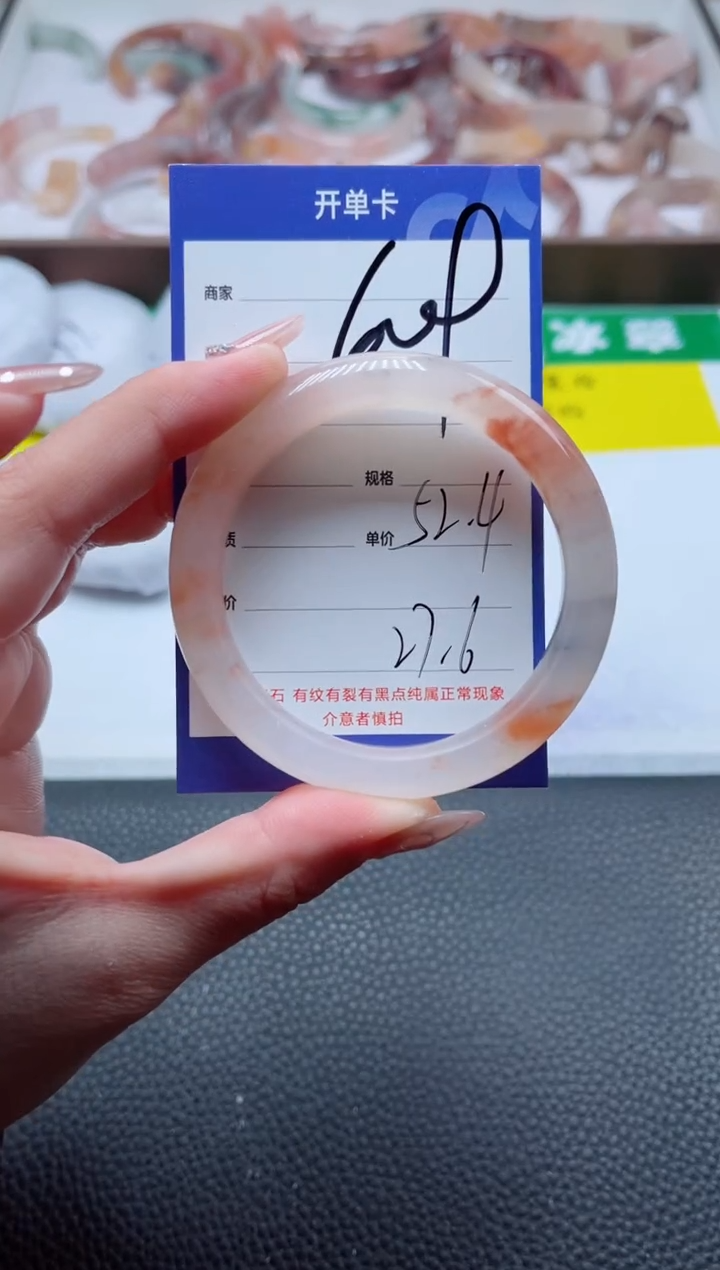 开单卡
商家
规格
质 单价 52.4
价
27.6
石 有纹有裂有黑点纯属正常现象
介意者慎拍